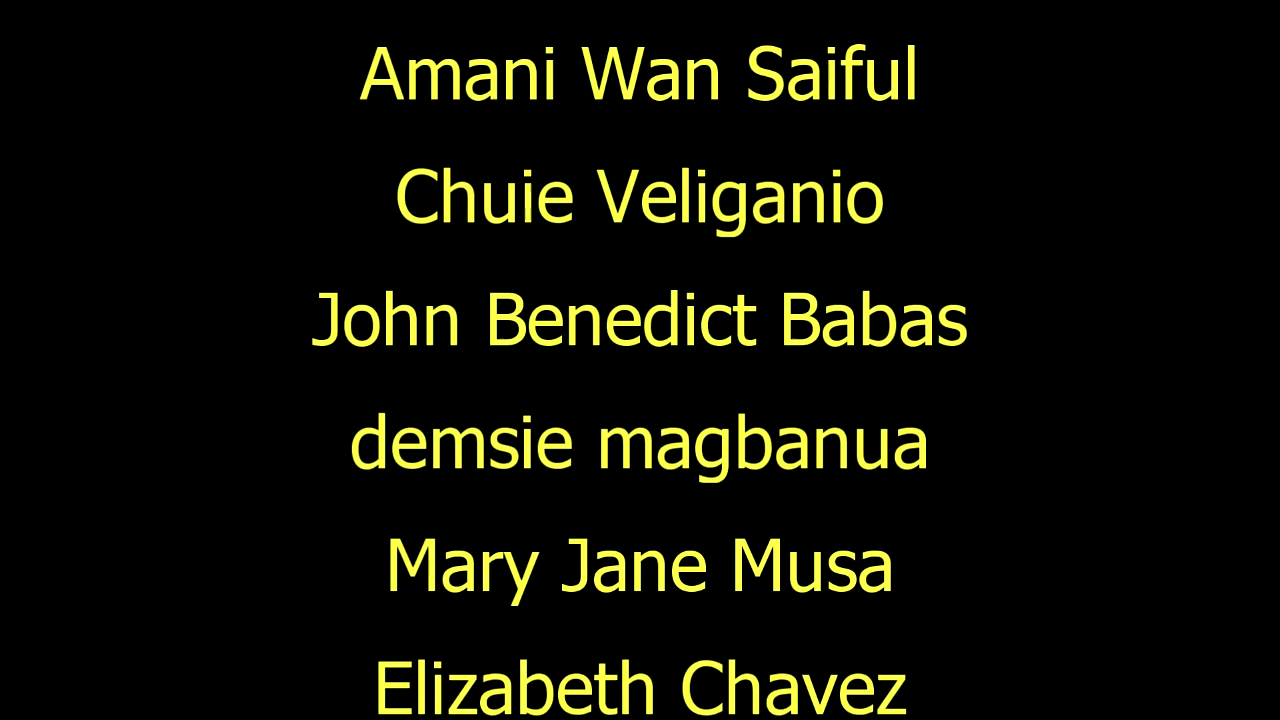 Amani Wan Saiful
Chuie Veliganio
John Benedict Babas
demsie magbanua
Mary Jane Musa
Elizabeth Chavez